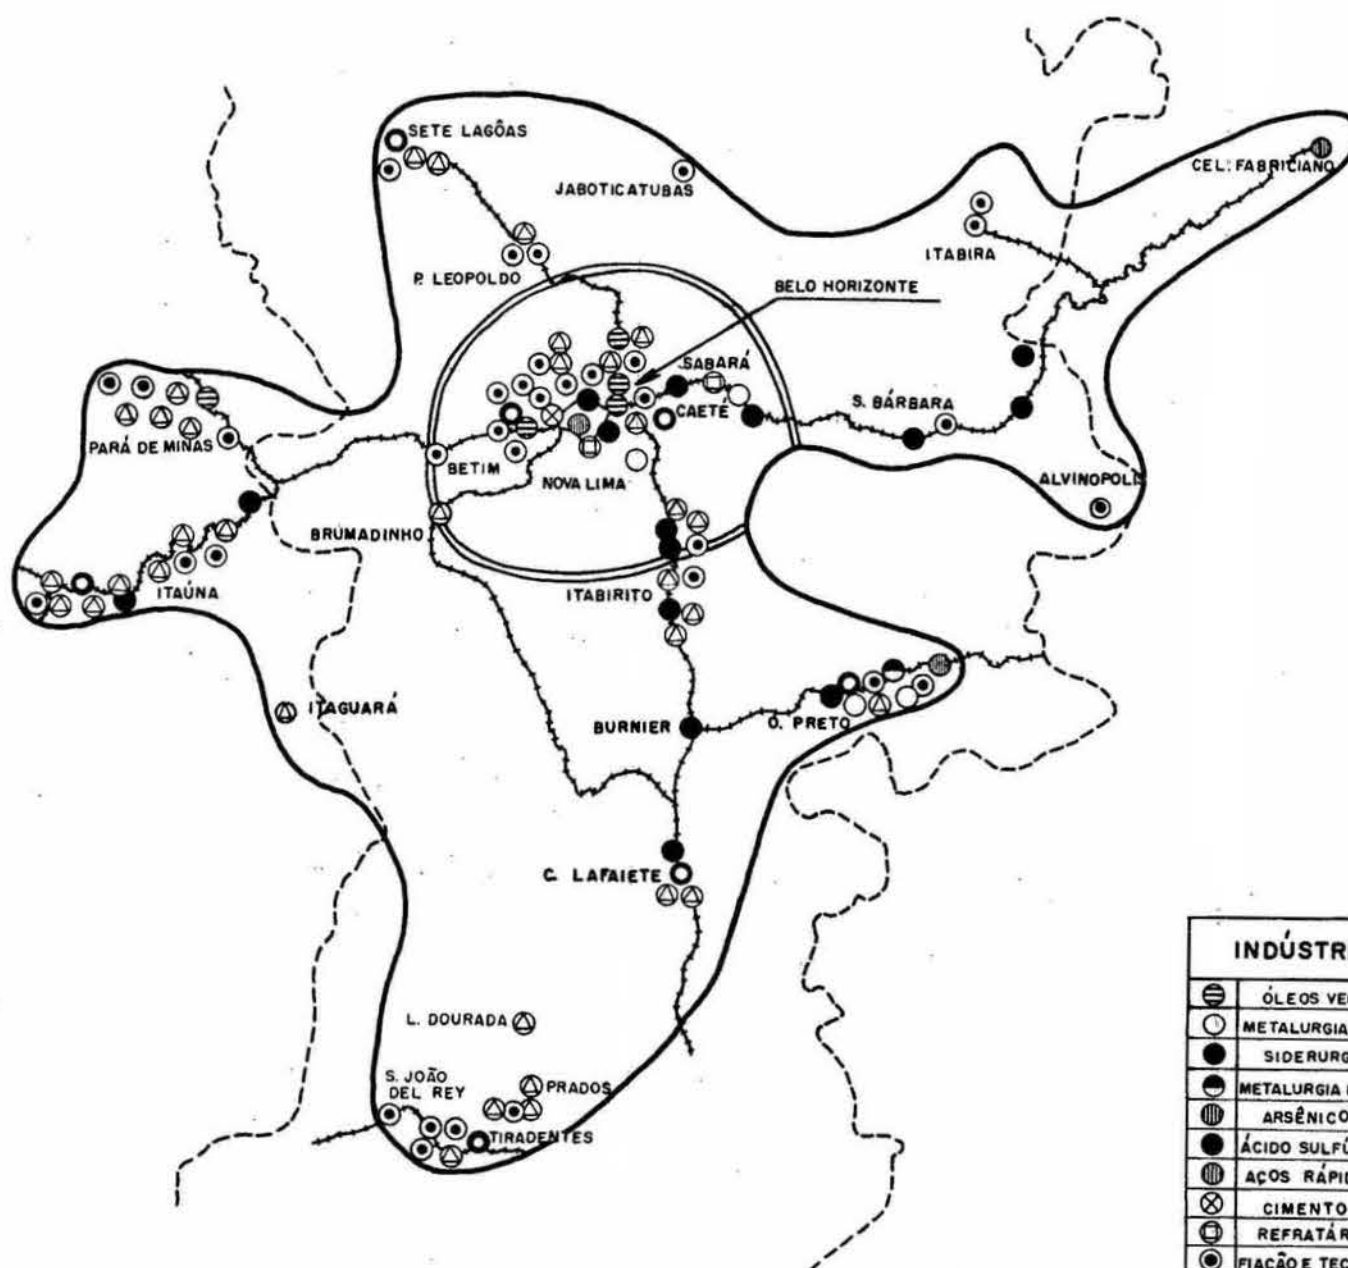 SETE LAGÔAS
CEL. FABRICIANO
JABOTICATUBAS
ITABIRA
P. LEOPOLDO
BELO HORIZONTE
SABARÁ
CAETÉ
S. BÁRBARA
PARÁ DE MINAS
BETIM
NOVA LIMA
ALVINOPOLI
BRUMADINHO
ITAÚNA
ITABIRITO
ITAGUARÁ
BURNIER
O. PRETO
C. LAFAIETE
L. DOURADA
S. JOÃO
DEL REY
PRADOS
TIRADENTES
INDÚSTR
ÓLEOS VE
METALURGIA
SIDERURG
METALURGIA
ARSÊNICO
ÁCIDO SULFÚ
AÇOS RÁPID
CIMENTO
REFRATÁR
FIAÇÃO E TEC